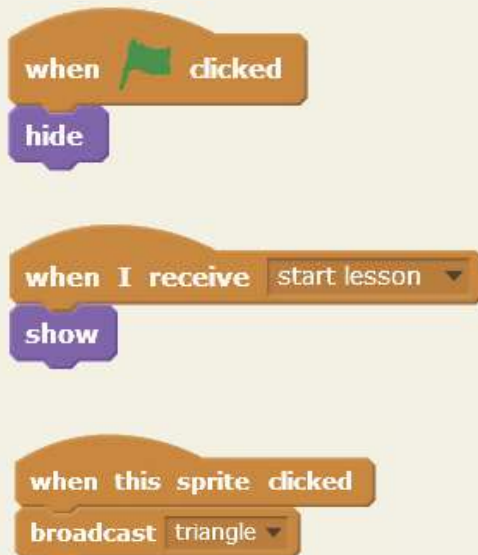 when clicked
hide
when I receive start lesson
show
when this sprite clicked
broadcast triangle